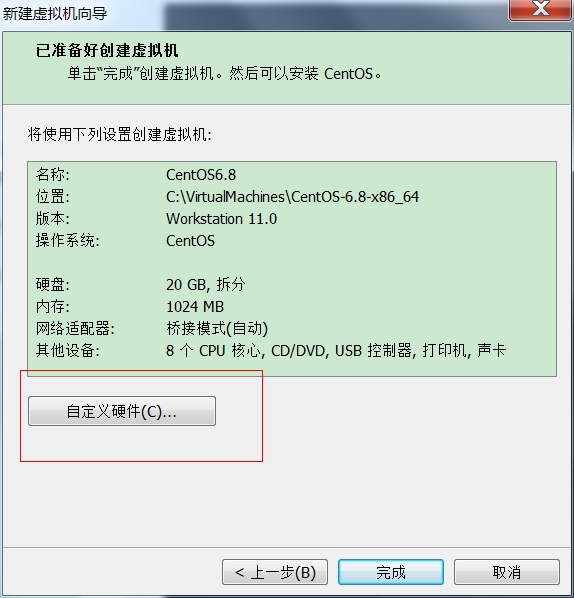 新建虚拟机向导
已准备好创建虚拟机
单击“完成”创建虚拟机。然后可以安装 CentOS。
将使用下列设置创建虚拟机:
名称: CentOS6.8
位置: C:\VirtualMachines\CentOS-6.8-x86_64
版本: Workstation 11.0
操作系统: CentOS
硬盘: 20 GB, 拆分
内存: 1024 MB
网络适配器: 桥接模式(自动)
其他设备: 8 个 CPU 核心, CD/DVD, USB 控制器, 打印机, 声卡
自定义硬件(C)...
< 上一步(B) 完成 取消